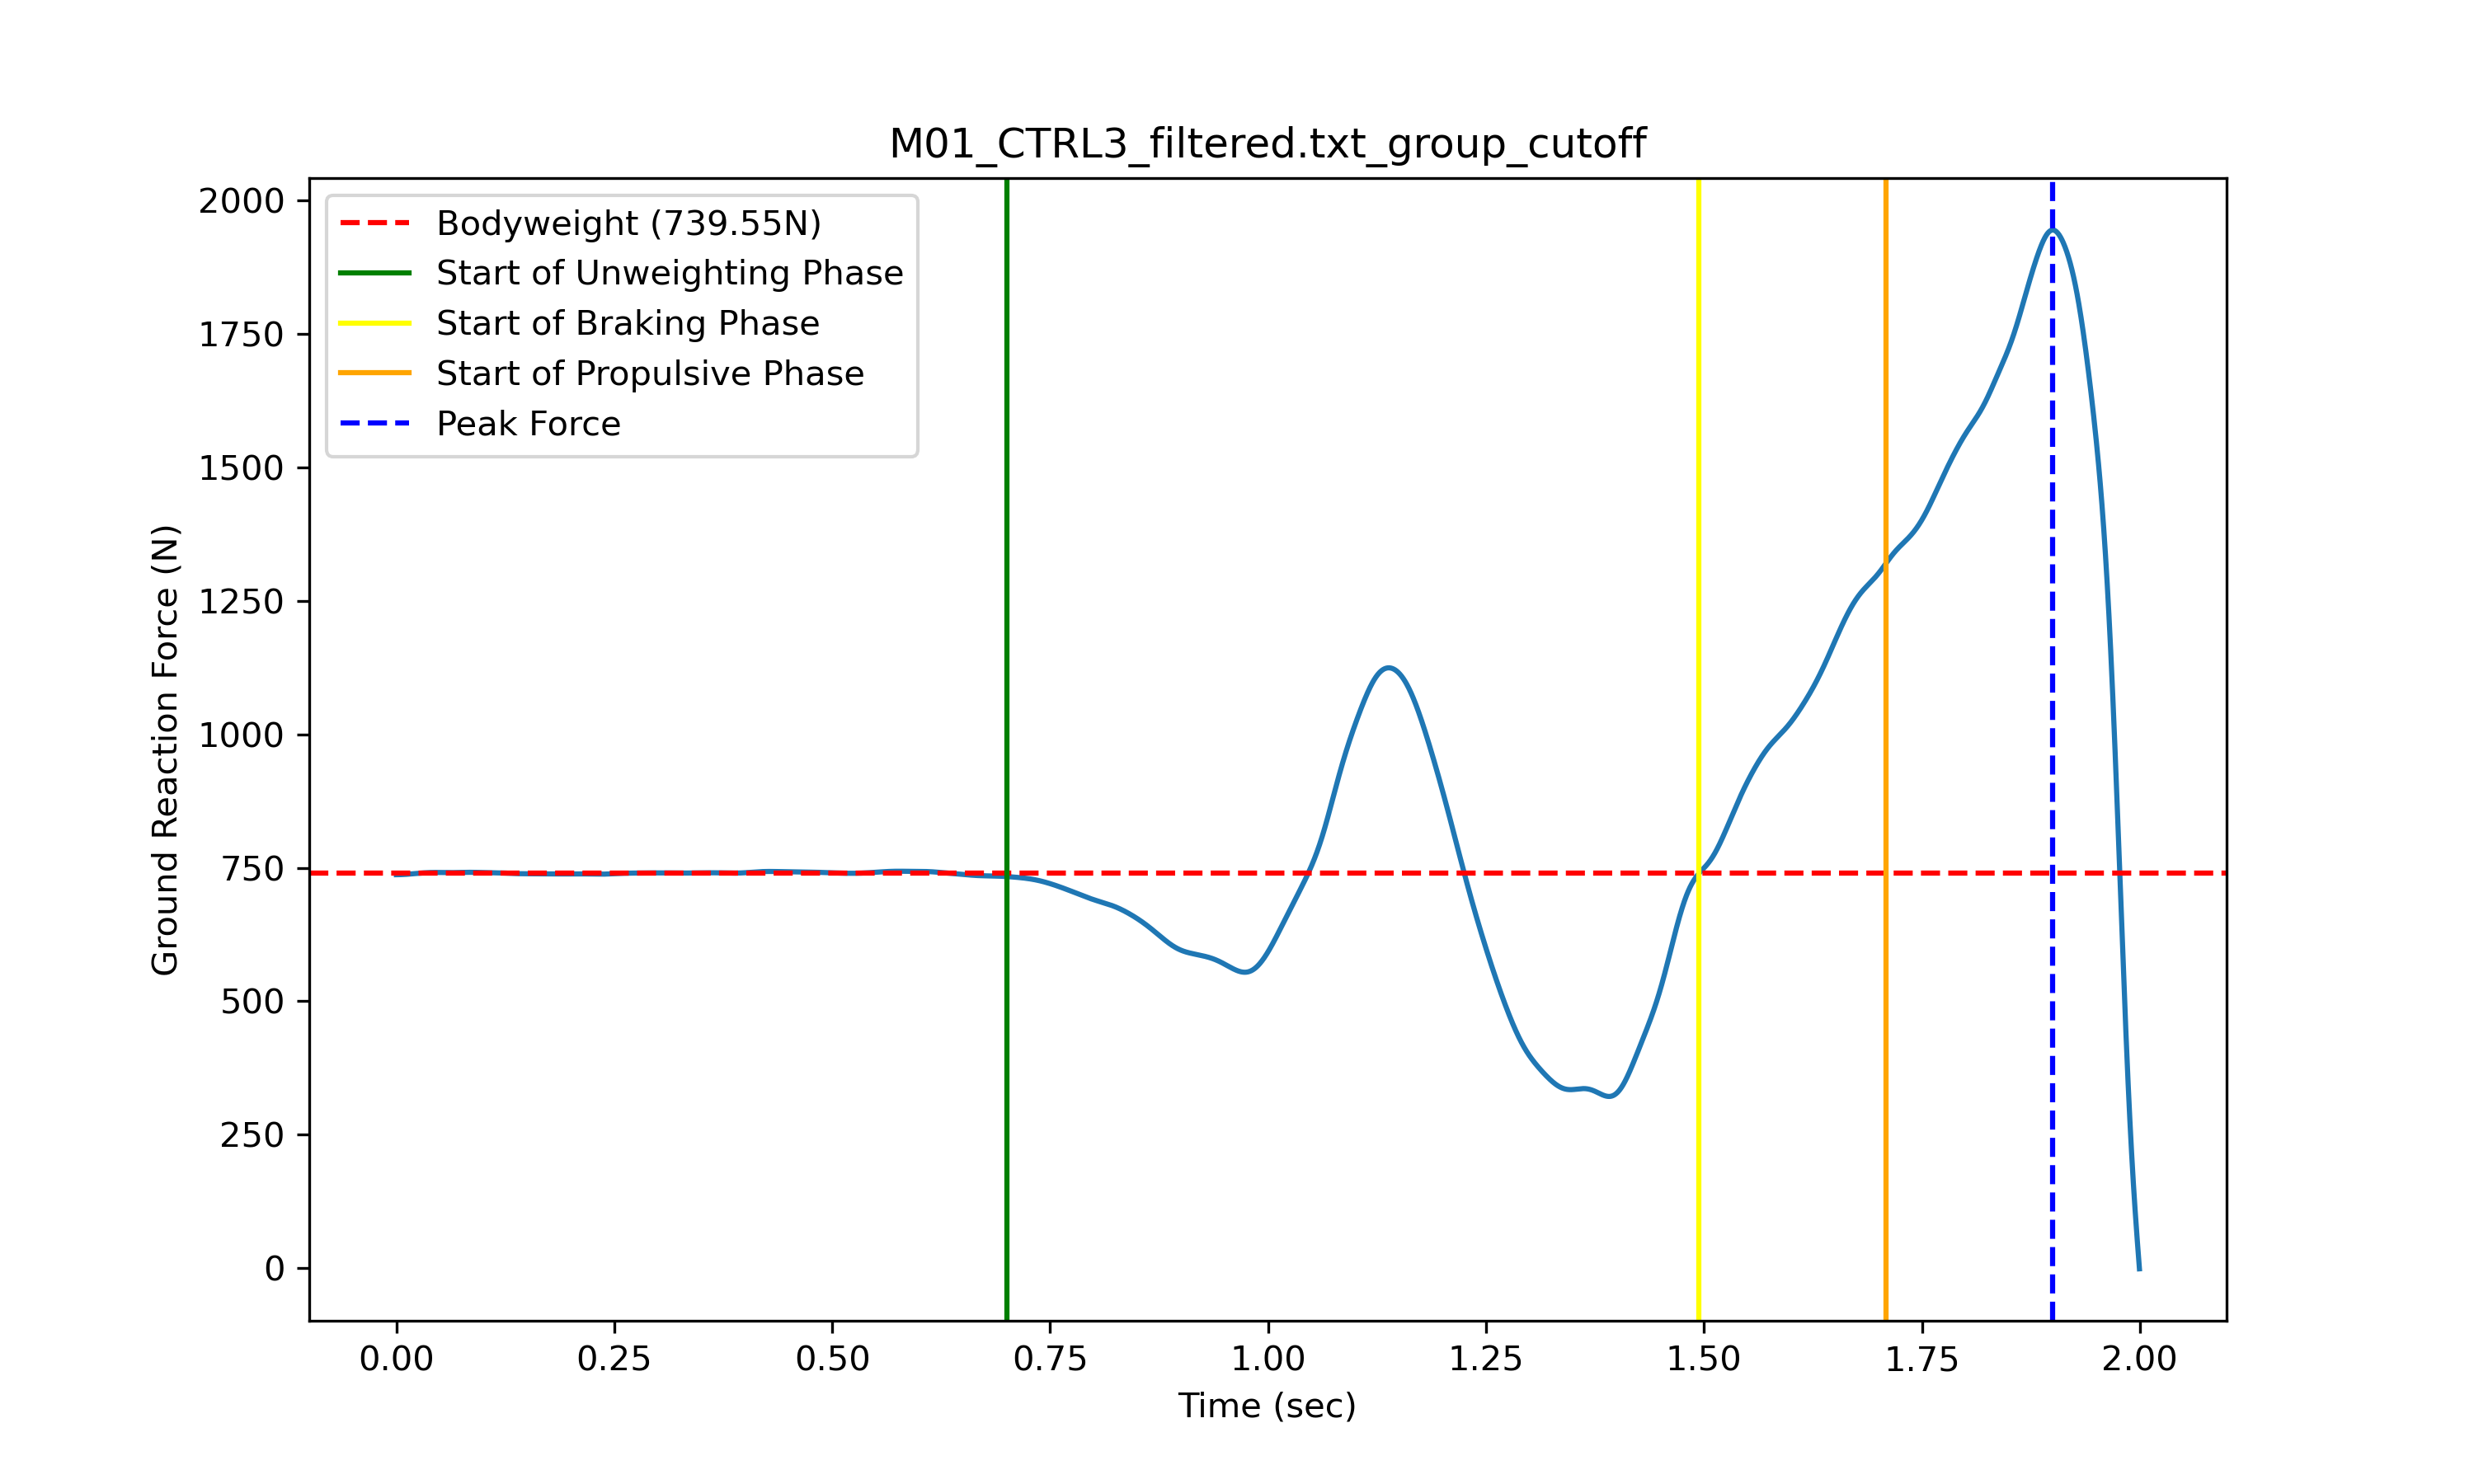 M01_CTRL3_filtered.txt_group_cutoff
2000
1750
1500
1250
1000
750
500
250
0
Ground Reaction Force (N)
Bodyweight (739.55N)
Start of Unweighting Phase
Start of Braking Phase
Start of Propulsive Phase
Peak Force
0.00 0.25 0.50 0.75 1.00 1.25 1.50 1.75 2.00
Time (sec)